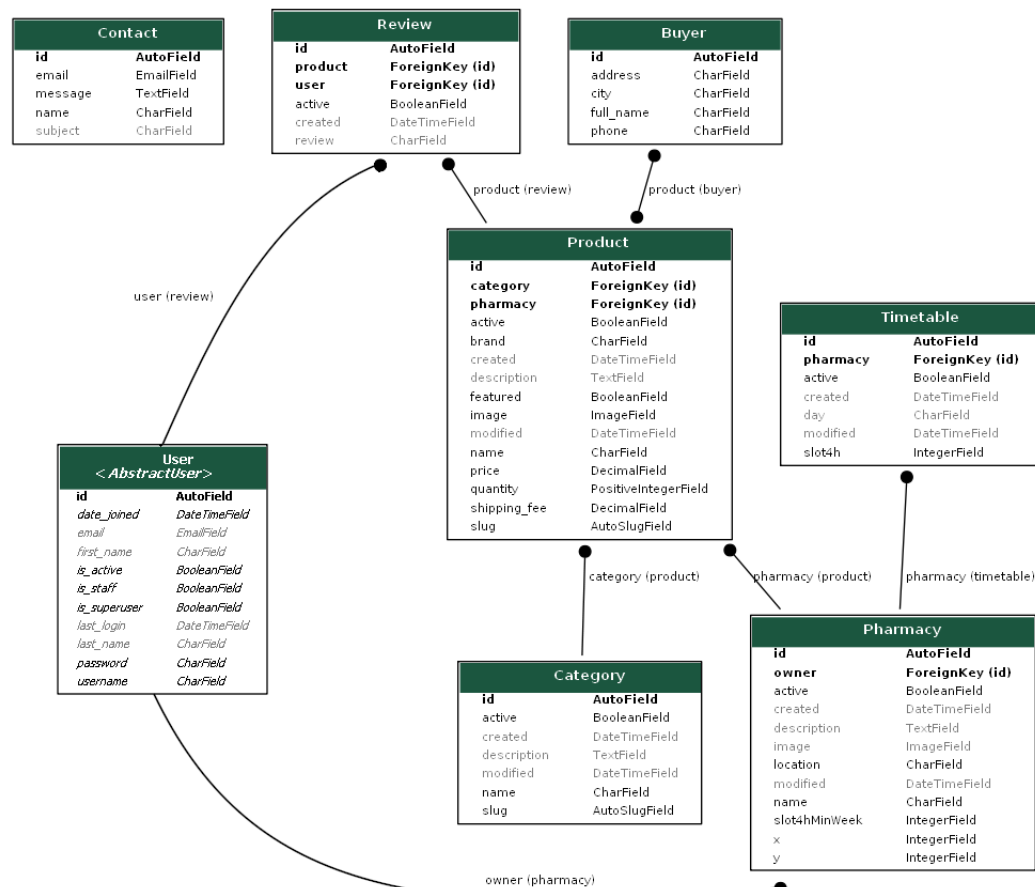 Contact
id AutoField
email EmailField
message TextField
name CharField
subject CharField
Review
id AutoField
product ForeignKey (id)
user ForeignKey (id)
active BooleanField
created DateTimeField
review CharField
Buyer
id AutoField
address CharField
city CharField
full_name CharField
phone CharField
product (review)
product (buyer)
user (review)
Product
id AutoField
category ForeignKey (id)
pharmacy ForeignKey (id)
active BooleanField
brand CharField
created DateTimeField
description TextField
featured BooleanField
image ImageField
modified DateTimeField
name CharField
price DecimalField
quantity PositiveIntegerField
shipping_fee DecimalField
slug AutoSlugField
Timetable
id AutoField
pharmacy ForeignKey (id)
active BooleanField
created DateTimeField
day CharField
modified DateTimeField
slot4h IntegerField
User
<AbstractUser>
id AutoField
date_joined DateTimeField
email EmailField
first_name CharField
is_active BooleanField
is_staff BooleanField
is_superuser BooleanField
last_login DateTimeField
last_name CharField
password CharField
username CharField
category (product)
pharmacy (product)
pharmacy (timetable)
Category
id AutoField
active BooleanField
created DateTimeField
description TextField
modified DateTimeField
name CharField
slug AutoSlugField
Pharmacy
id AutoField
owner ForeignKey (id)
active BooleanField
created DateTimeField
description TextField
image ImageField
location CharField
modified DateTimeField
name CharField
slot4hMinWeek IntegerField
x IntegerField
y IntegerField
owner (pharmacy)